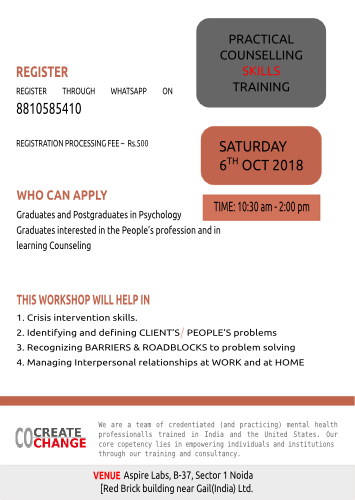 PRACTICAL
COUNSELLING
SKILLS
TRAINING
REGISTER
REGISTER THROUGH WHATSAPP ON
8810585410
REGISTRATION PROCESSING FEE – Rs.500
SATURDAY
6TH OCT 2018
TIME: 10:30 am - 2:00 pm
WHO CAN APPLY
Graduates and Postgraduates in Psychology
Graduates interested in the People's profession and in
learning Counseling
THIS WORKSHOP WILL HELP IN
1. Crisis intervention skills.
2. Identifying and defining CLIENT'S/ PEOPLE'S problems
3. Recognizing BARRIERS & ROADBLOCKS to problem solving
4. Managing Interpersonal relationships at WORK and at HOME
COCREATE
CHANGE
We are a team of credentiated (and practicing) mental health
professionalls trained in India and the United States. Our
core copetency lies in empowering individuals and institutions
through our training and consultancy.
VENUE Aspire Labs, B-37, Sector 1 Noida
[Red Brick building near Gail(India) Ltd.